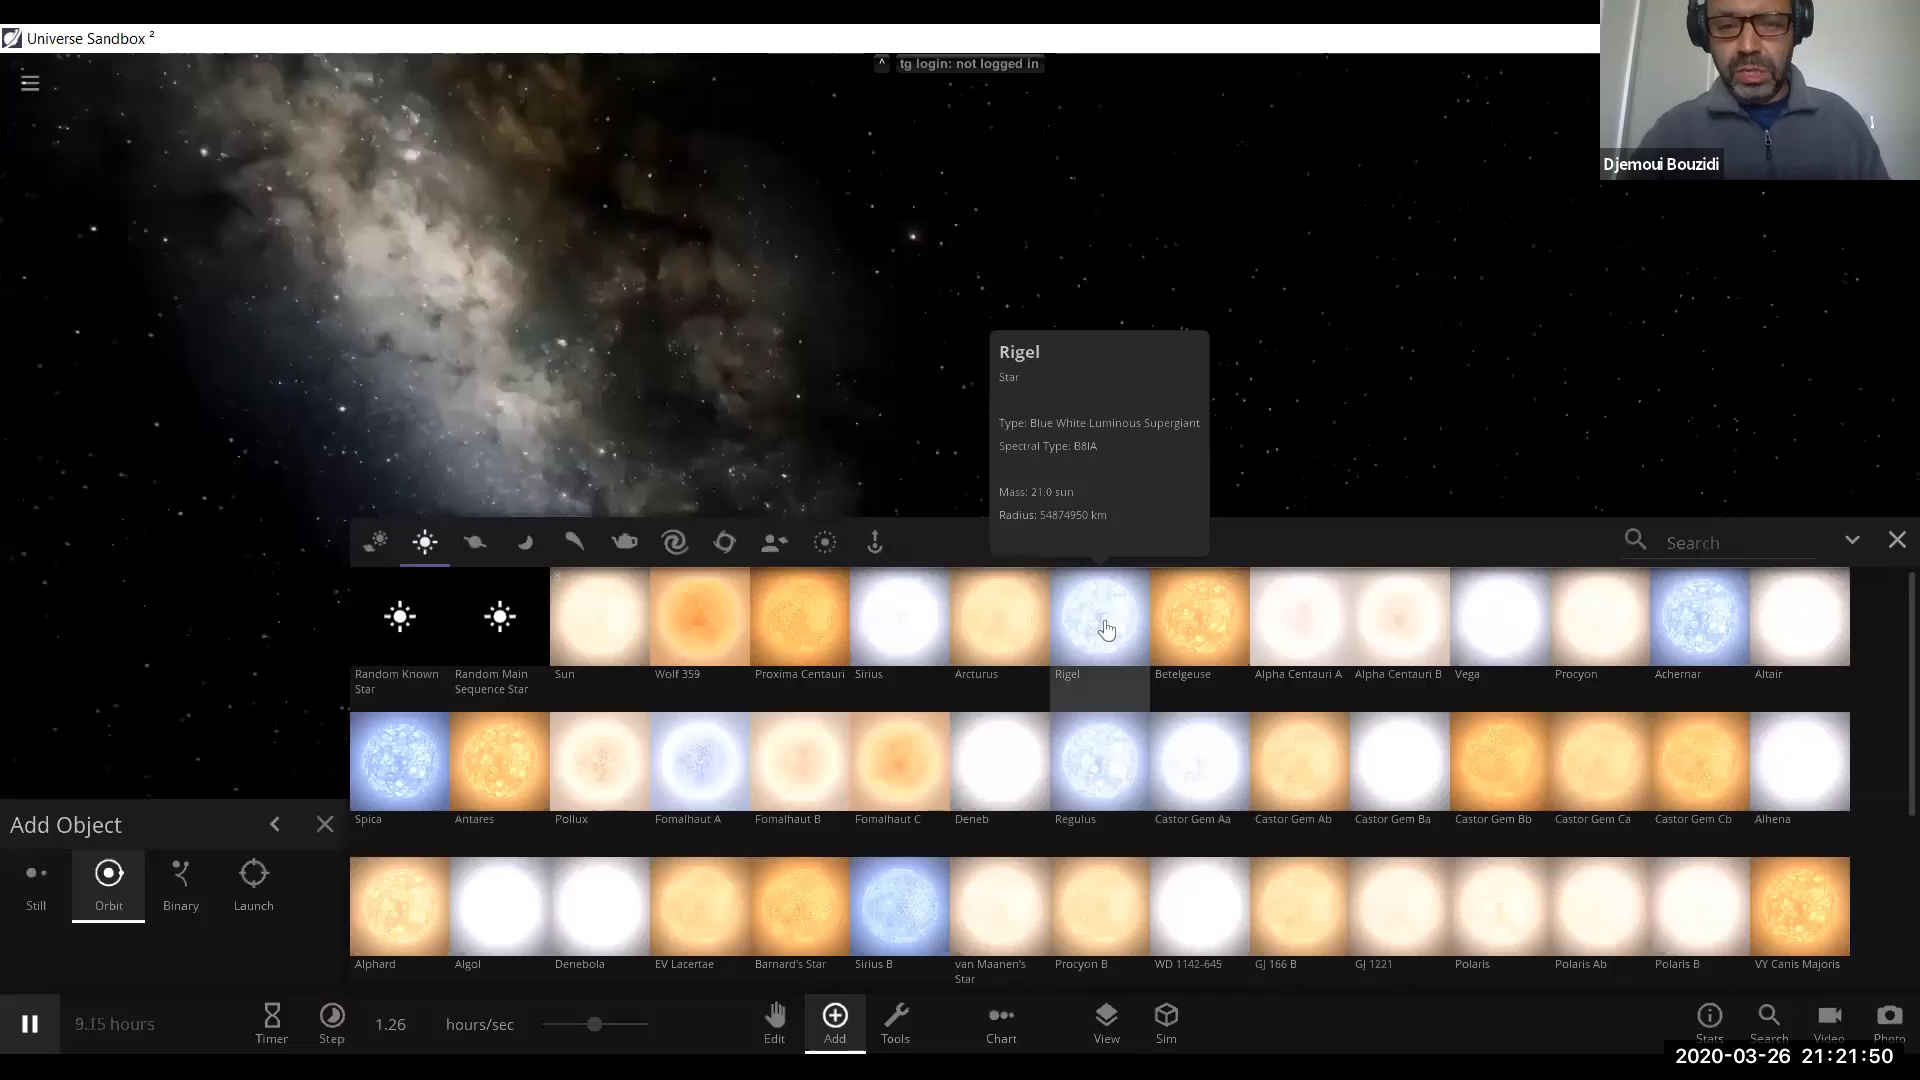 Universe Sandbox ²
^ tg login: not logged in
Djemoui Bouzidi
Rigel
Star
Type: Blue White Luminous Supergiant
Spectral Type: B8IA
Mass: 21.0 sun
Radius: 54874950 km
Search
Random Known Star
Random Main Sequence Star
Sun
Wolf 359
Proxima Centauri
Sirius
Arcturus
Rigel
Betelgeuse
Alpha Centauri A
Alpha Centauri B
Vega
Procyon
Achernar
Altair
Spica
Antares
Pollux
Fomalhaut A
Fomalhaut B
Fomalhaut C
Deneb
Regulus
Castor Gem Aa
Castor Gem Ab
Castor Gem Ba
Castor Gem Bb
Castor Gem Ca
Castor Gem Cb
Alhena
Add Object
Still
Orbit
Binary
Launch
Alphard
Algol
Denebola
EV Lacertae
Barnard's Star
Sirius B
van Maanen's Star
Procyon B
WD 1142-645
GJ 166 B
GJ 1221
Polaris
Polaris Ab
Polaris B
VY Canis Majoris
9.15 hours
Timer
Step
1.26
hours/sec
Edit
Add
Tools
Chart
View
Sim
Stats
Search
Video
Photo
2020-03-26 21:21:50